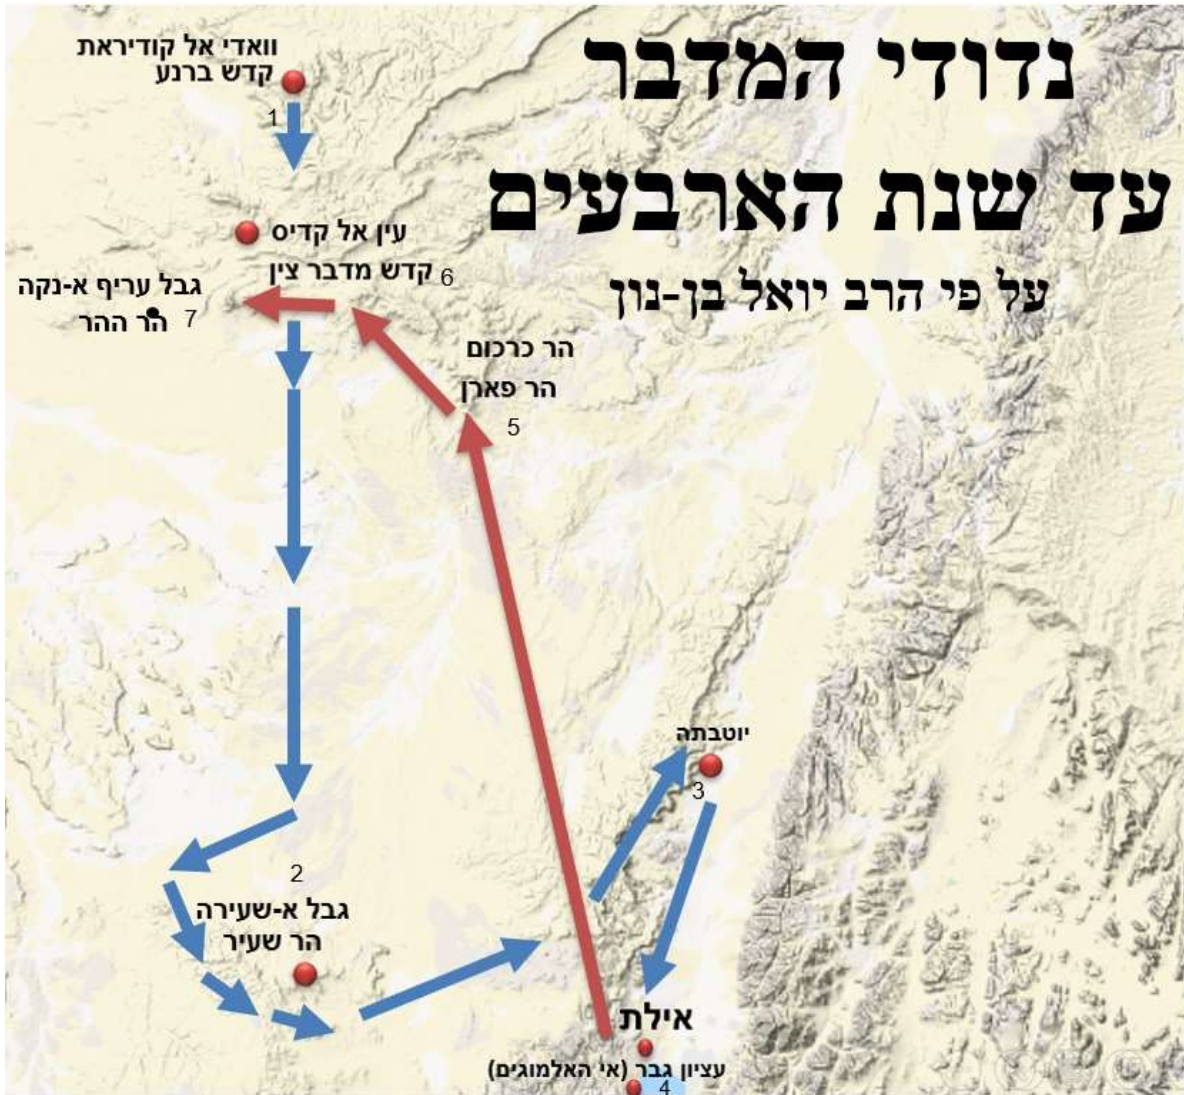 נדודי המדבר
עד שנת הארבעים
על פי הרב יואל בן-נון
וואדי אל קודיראת
קדש ברנע
1
עין אל קדיס
קדש מדבר צין 6
גבל עריף א-נקה
הר ההר 7
הר כרכום
הר פארן
5
יוטבתה
3
2
גבל א-שעירה
הר שעיר
אילת
עציון גבר (אי האלמוגים)
4